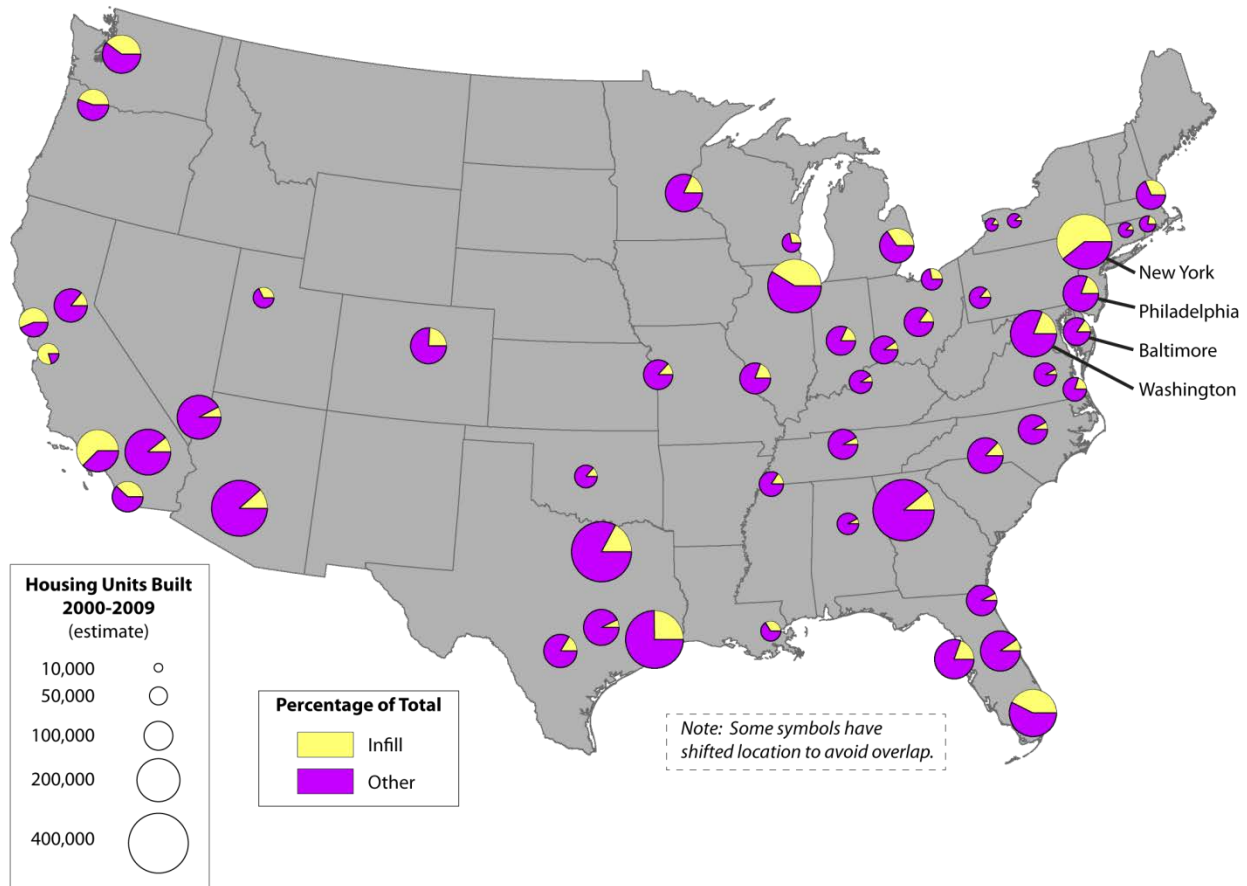 New York
Philadelphia
Baltimore
Washington
Housing Units Built
2000-2009
(estimate)
10,000
50,000
100,000
200,000
400,000
Percentage of Total
Infill
Other
Note: Some symbols have
shifted location to avoid overlap.